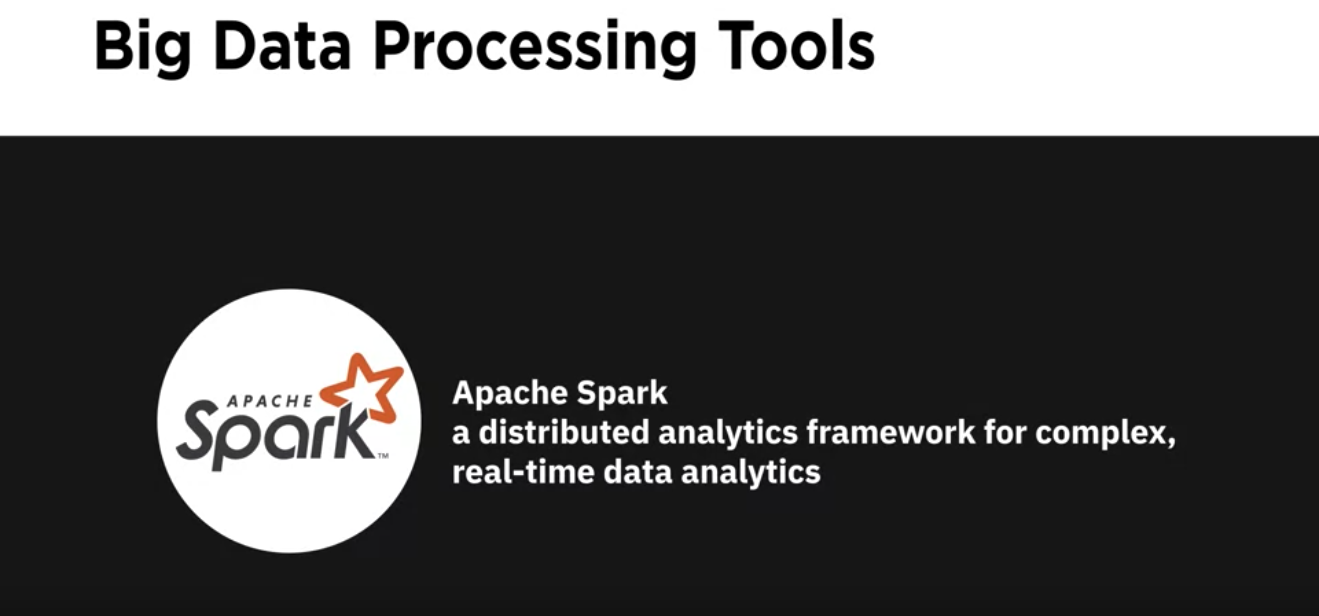 Big Data Processing Tools
APACHE
Spark™
Apache Spark
a distributed analytics framework for complex,
real-time data analytics